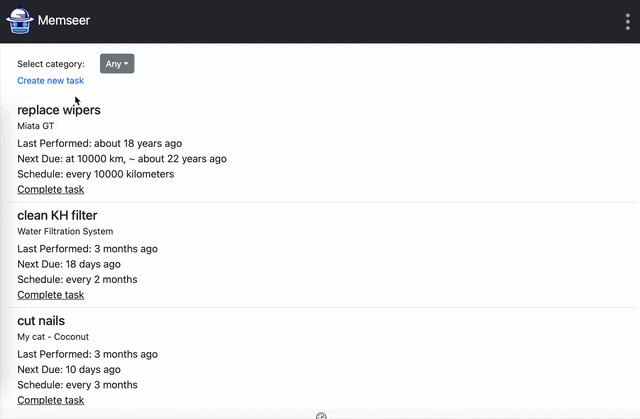 Memseer
Select category: Any
Create new task
replace wipers
Miata GT
Last Performed: about 18 years ago
Next Due: at 10000 km, ~ about 22 years ago
Schedule: every 10000 kilometers
Complete task
clean KH filter
Water Filtration System
Last Performed: 3 months ago
Next Due: 18 days ago
Schedule: every 2 months
Complete task
cut nails
My cat - Coconut
Last Performed: 3 months ago
Next Due: 10 days ago
Schedule: every 3 months
Complete task